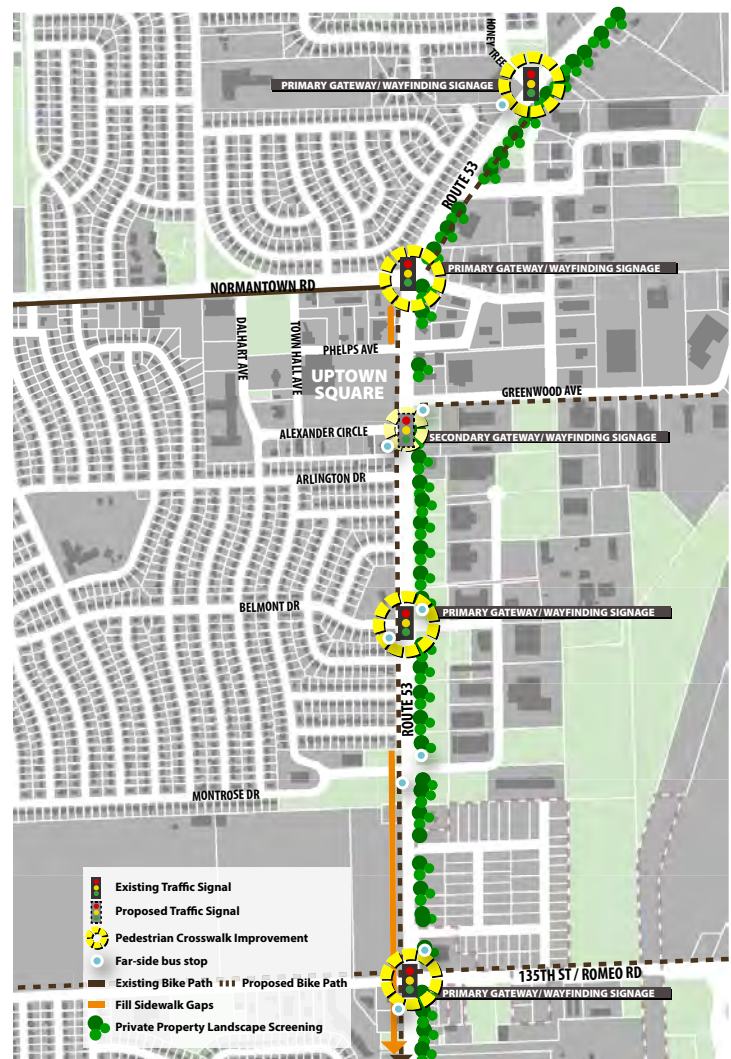 HONEY TREE
PRIMARY GATEWAY/ WAYFINDING SIGNAGE
ROUTE 53
PRIMARY GATEWAY/ WAYFINDING SIGNAGE
NORMANTOWN RD
DALHART AVE
TOWN HALL AVE
PHELPS AVE
UPTOWN
SQUARE
GREENWOOD AVE
ALEXANDER CIRCLE
SECONDARY GATEWAY/ WAYFINDING SIGNAGE
ARLINGTON DR
BELMONT DR
PRIMARY GATEWAY/ WAYFINDING SIGNAGE
ROUTE 53
MONTROSE DR
Existing Traffic Signal
Proposed Traffic Signal
Pedestrian Crosswalk Improvement
Far-side bus stop
Existing Bike Path Proposed Bike Path
Fill Sidewalk Gaps
Private Property Landscape Screening
135TH ST / ROMEO RD
PRIMARY GATEWAY/ WAYFINDING SIGNAGE